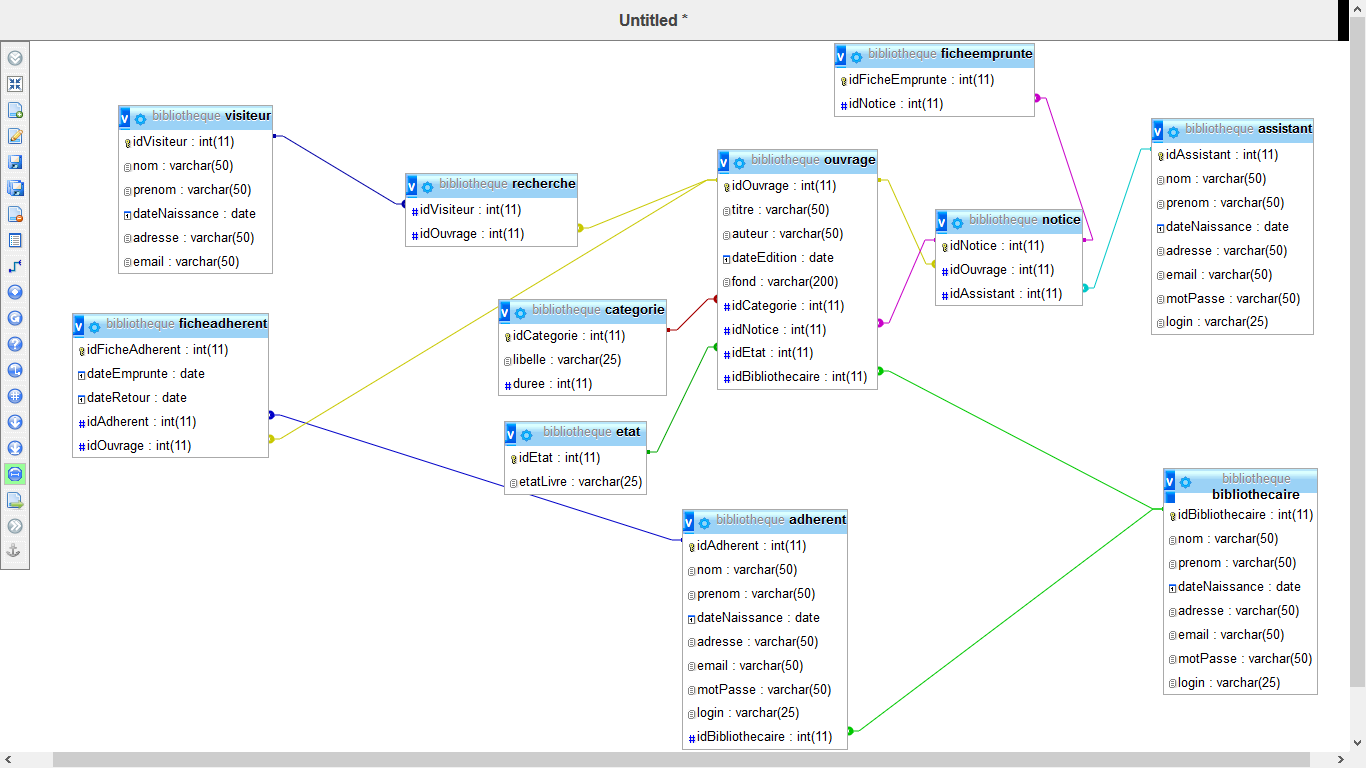 Untitled *
bibliotheque ficheemprunte
idFicheEmprunte : int(11)
idNotice : int(11)
bibliotheque visiteur
idVisiteur : int(11)
nom : varchar(50)
prenom : varchar(50)
dateNaissance : date
adresse : varchar(50)
email : varchar(50)
bibliotheque assistant
idAssistant : int(11)
nom : varchar(50)
prenom : varchar(50)
dateNaissance : date
adresse : varchar(50)
email : varchar(50)
motPasse : varchar(50)
login : varchar(25)
bibliotheque ouvrage
idOuvrage : int(11)
titre : varchar(50)
auteur : varchar(50)
dateEdition : date
fond : varchar(200)
idCategorie : int(11)
idNotice : int(11)
idEtat : int(11)
idBibliothecaire : int(11)
bibliotheque recherche
idVisiteur : int(11)
idOuvrage : int(11)
bibliotheque notice
idNotice : int(11)
idOuvrage : int(11)
idAssistant : int(11)
bibliotheque categorie
idCategorie : int(11)
libelle : varchar(25)
duree : int(11)
bibliotheque ficheadherent
idFicheAdherent : int(11)
dateEmprunte : date
dateRetour : date
idAdherent : int(11)
idOuvrage : int(11)
bibliotheque etat
idEtat : int(11)
etatLivre : varchar(25)
bibliotheque
bibliothecaire
idBibliothecaire : int(11)
nom : varchar(50)
prenom : varchar(50)
dateNaissance : date
adresse : varchar(50)
email : varchar(50)
motPasse : varchar(50)
login : varchar(25)
bibliotheque adherent
idAdherent : int(11)
nom : varchar(50)
prenom : varchar(50)
dateNaissance : date
adresse : varchar(50)
email : varchar(50)
motPasse : varchar(50)
login : varchar(25)
idBibliothecaire : int(11)